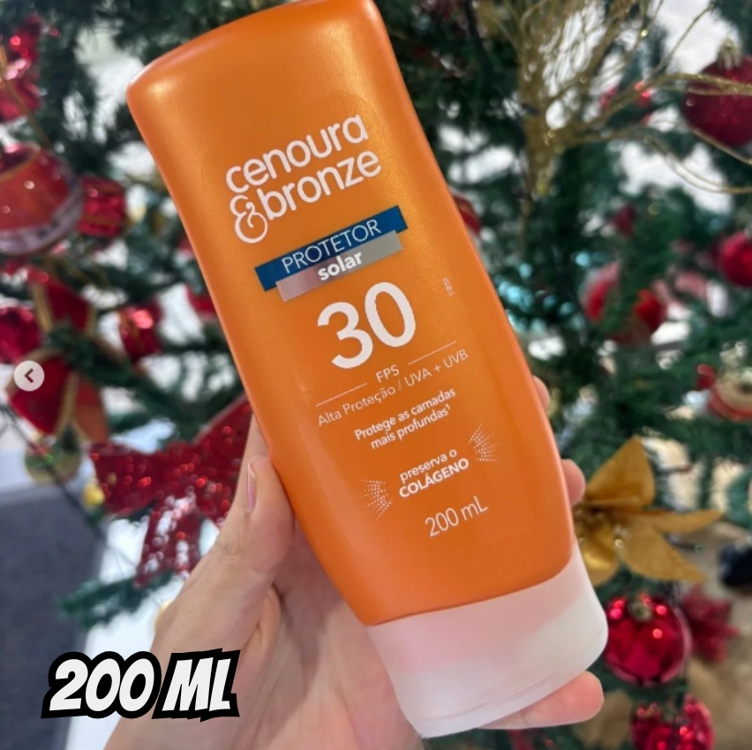 cenoura
&bronze
PROTETOR
solar
30
FPS
Alta Proteção / UVA + UVB
Protege as camadas
mais profundas¹
preserva o
COLÁGENO
200 mL
200 ML